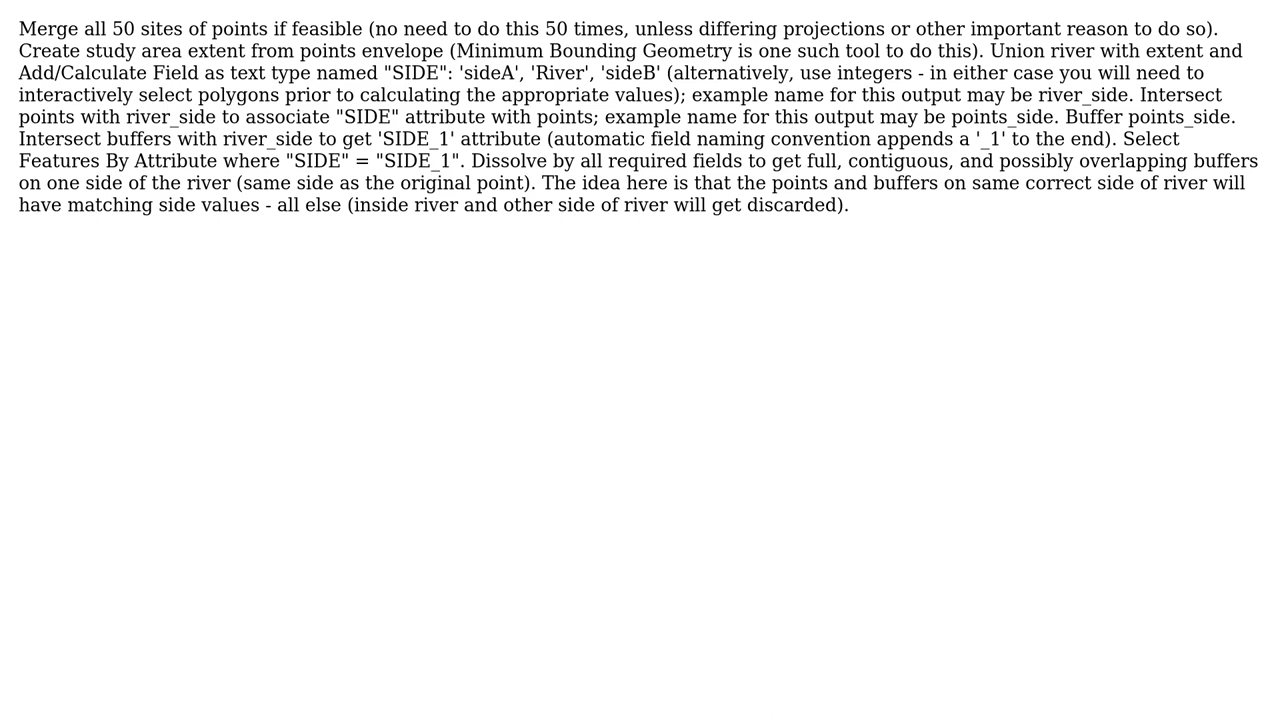 Merge all 50 sites of points if feasible (no need to do this 50 times, unless differing projections or other important reason to do so).
Create study area extent from points envelope (Minimum Bounding Geometry is one such tool to do this). Union river with extent and
Add/Calculate Field as text type named "SIDE": 'sideA', 'River', 'sideB' (alternatively, use integers - in either case you will need to
interactively select polygons prior to calculating the appropriate values); example name for this output may be river_side. Intersect
points with river_side to associate "SIDE" attribute with points; example name for this output may be points_side. Buffer points_side.
Intersect buffers with river_side to get 'SIDE_1' attribute (automatic field naming convention appends a '_1' to the end). Select
Features By Attribute where "SIDE" = "SIDE_1". Dissolve by all required fields to get full, contiguous, and possibly overlapping buffers
on one side of the river (same side as the original point). The idea here is that the points and buffers on same correct side of river will
have matching side values - all else (inside river and other side of river will get discarded).